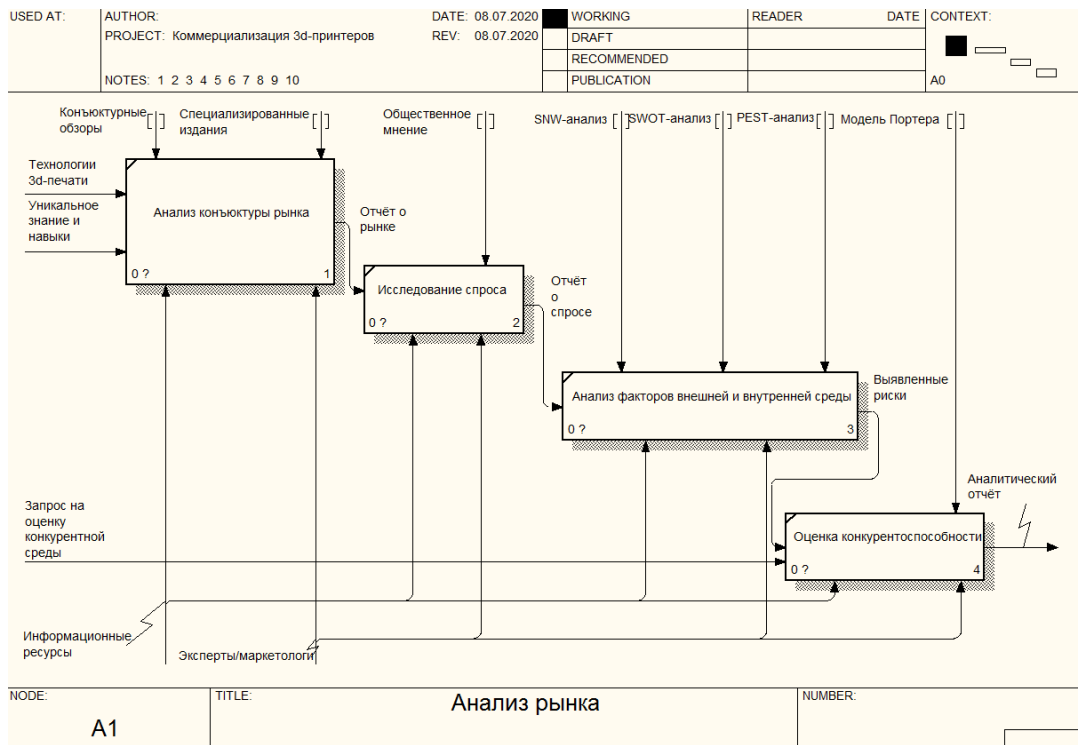 USED AT:
AUTHOR:
DATE: 08.07.2020
WORKING
READER
DATE
CONTEXT:
PROJECT: Коммерциализация 3d-принтеров
REV: 08.07.2020
DRAFT
RECOMMENDED
NOTES: 1 2 3 4 5 6 7 8 9 10
PUBLICATION
A0
Конъюктурные
обзоры
Специализированные
издания
Общественное
мнение
SNW-анализ
SWOT-анализ
PEST-анализ
Модель Портера
Технологии
3d-печати
Уникальное
знание и
навыки
Анализ конъюктуры рынка
0 ?
1
Отчёт о
рынке
Исследование спроса
0 ?
2
Отчёт
о
спросе
Анализ факторов внешней и внутренней среды
0 ?
3
Выявленные
риски
Аналитический
отчёт
Запрос на
оценку
конкурентной
среды
Оценка конкурентоспособности
0 ?
4
Информационные
ресурсы
Эксперты/маркетологи
NODE:
A1
TITLE:
Анализ рынка
NUMBER: